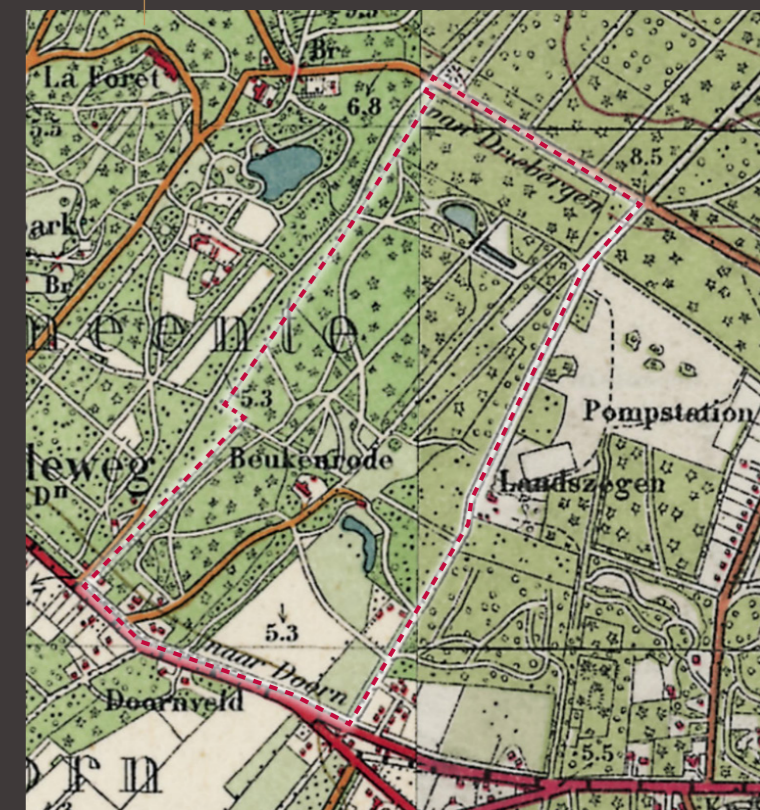 Br
La Foret
6.8
5.5
naar Driebergen
8.5
ark
Br
neente
5.3
Pompstation
leweg
Beukenrode
Dⁿ
Landszegen
5.3
naar Doorn
Doornveld
orn
5.5